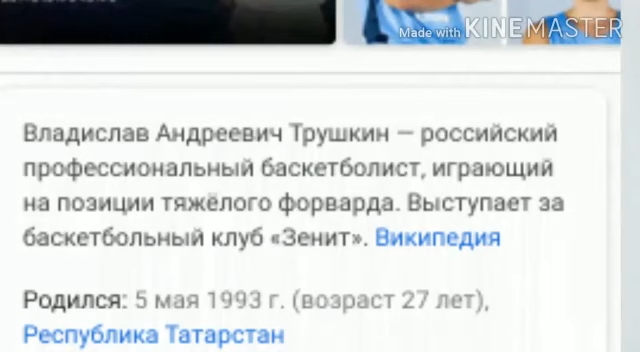 Made with KINEMASTER
Владислав Андреевич Трушкин — российский
профессиональный баскетболист, играющий
на позиции тяжёлого форварда. Выступает за
баскетбольный клуб «Зенит». Википедия
Родился: 5 мая 1993 г. (возраст 27 лет),
Республика Татарстан